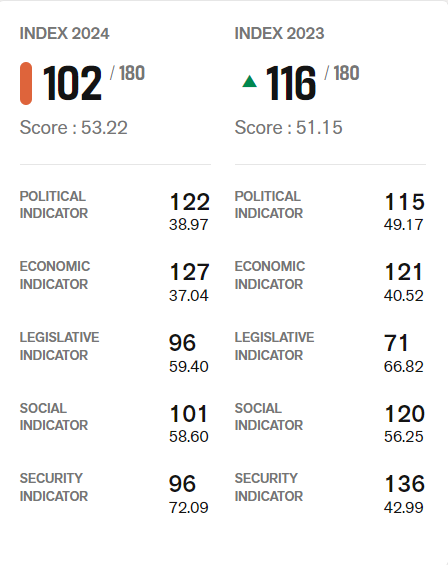 INDEX 2024
102 / 180
Score : 53.22
POLITICAL
INDICATOR
122
38.97
ECONOMIC
INDICATOR
127
37.04
LEGISLATIVE
INDICATOR
96
59.40
SOCIAL
INDICATOR
101
58.60
SECURITY
INDICATOR
96
72.09
INDEX 2023
116 / 180
Score : 51.15
POLITICAL
INDICATOR
115
49.17
ECONOMIC
INDICATOR
121
40.52
LEGISLATIVE
INDICATOR
71
66.82
SOCIAL
INDICATOR
120
56.25
SECURITY
INDICATOR
136
42.99